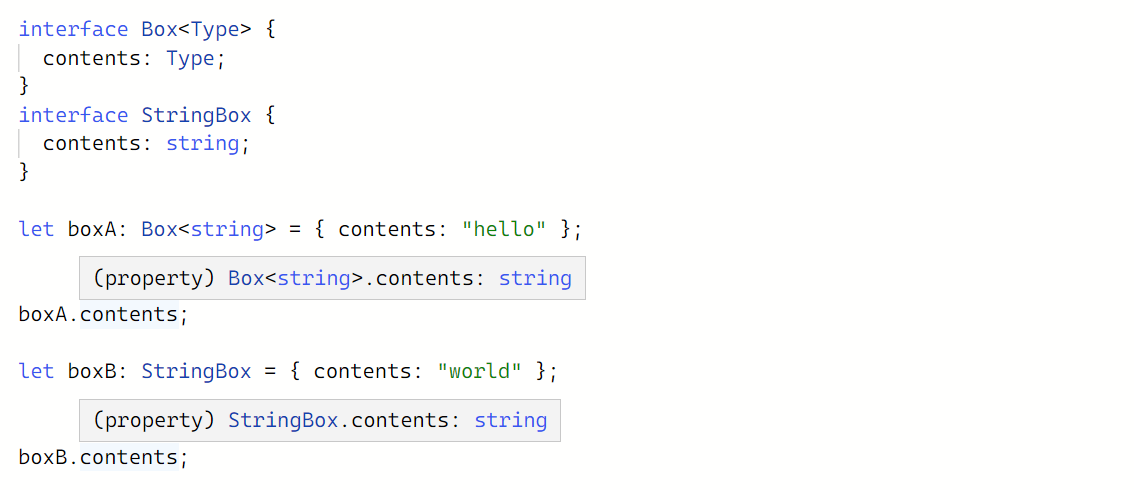 interface Box<Type> {
  contents: Type;
}
interface StringBox {
  contents: string;
}
let boxA: Box<string> = { contents: "hello" };
(property) Box<string>.contents: string
boxA.contents;
let boxB: StringBox = { contents: "world" };
(property) StringBox.contents: string
boxB.contents;